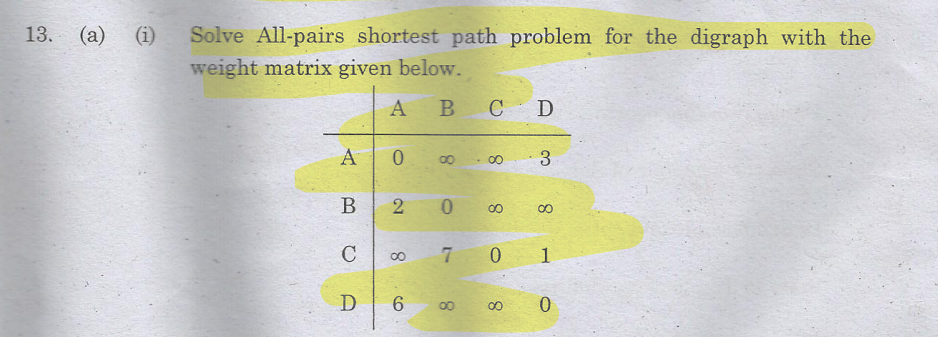 13. (a) (i) Solve All-pairs shortest path problem for the digraph with the
weight matrix given below.
A B C D
A 0 ∞ ∞ 3
B 2 0 ∞ ∞
C ∞ 7 0 1
D 6 ∞ ∞ 0